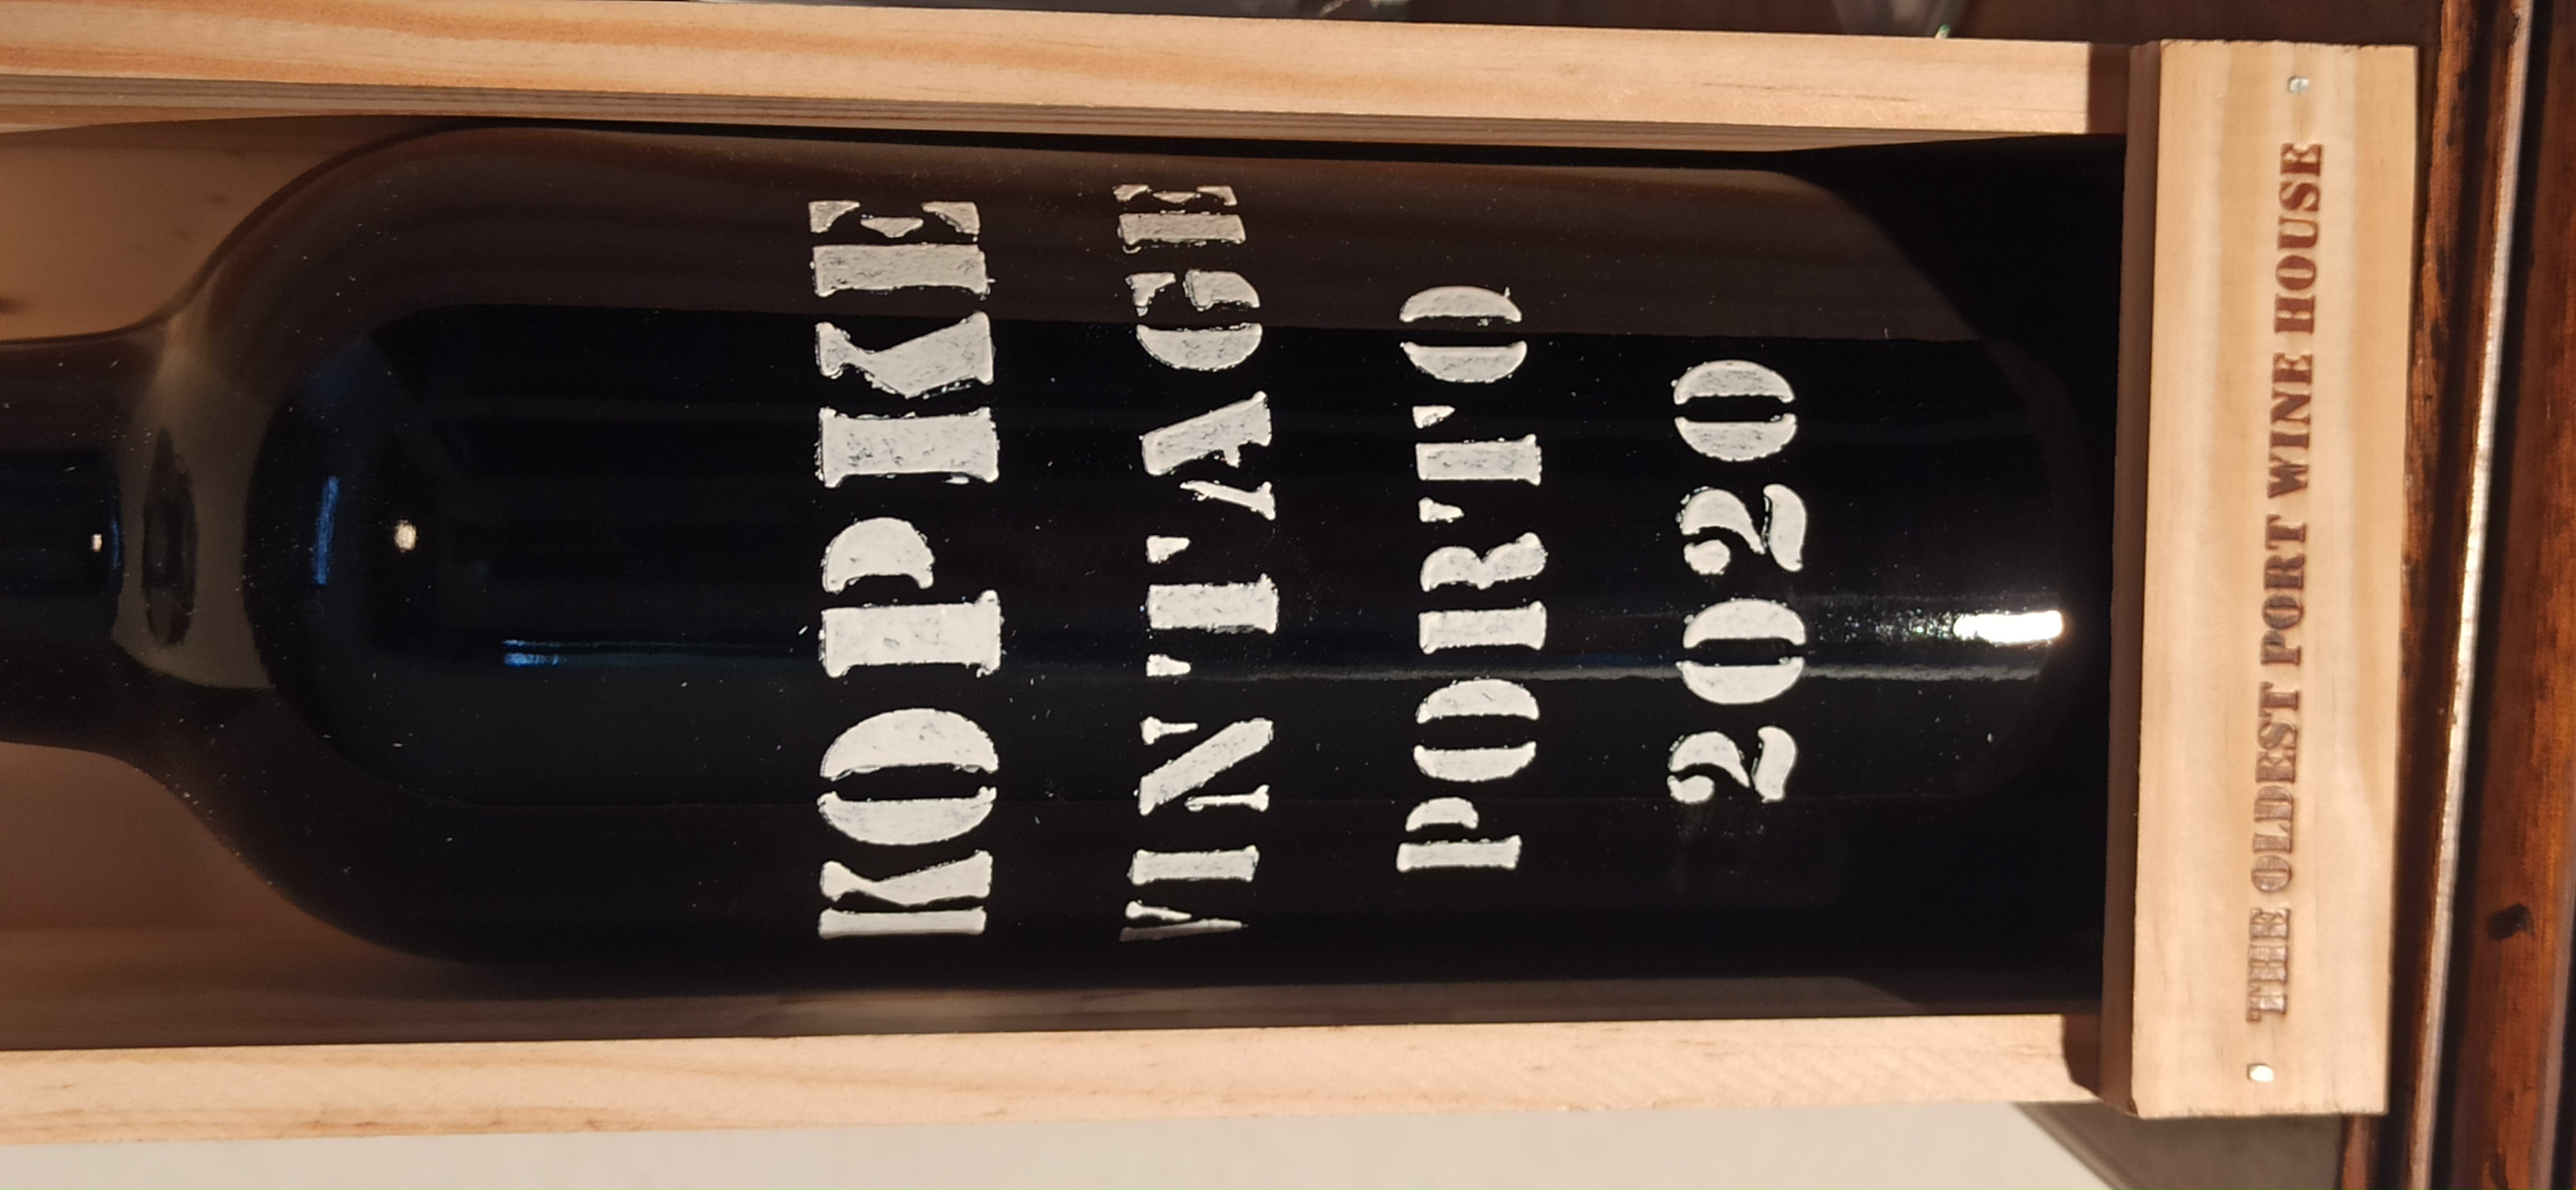 KOPKE
VINTAGE
PORTO
2020
THE OLDEST PORT WINE HOUSE